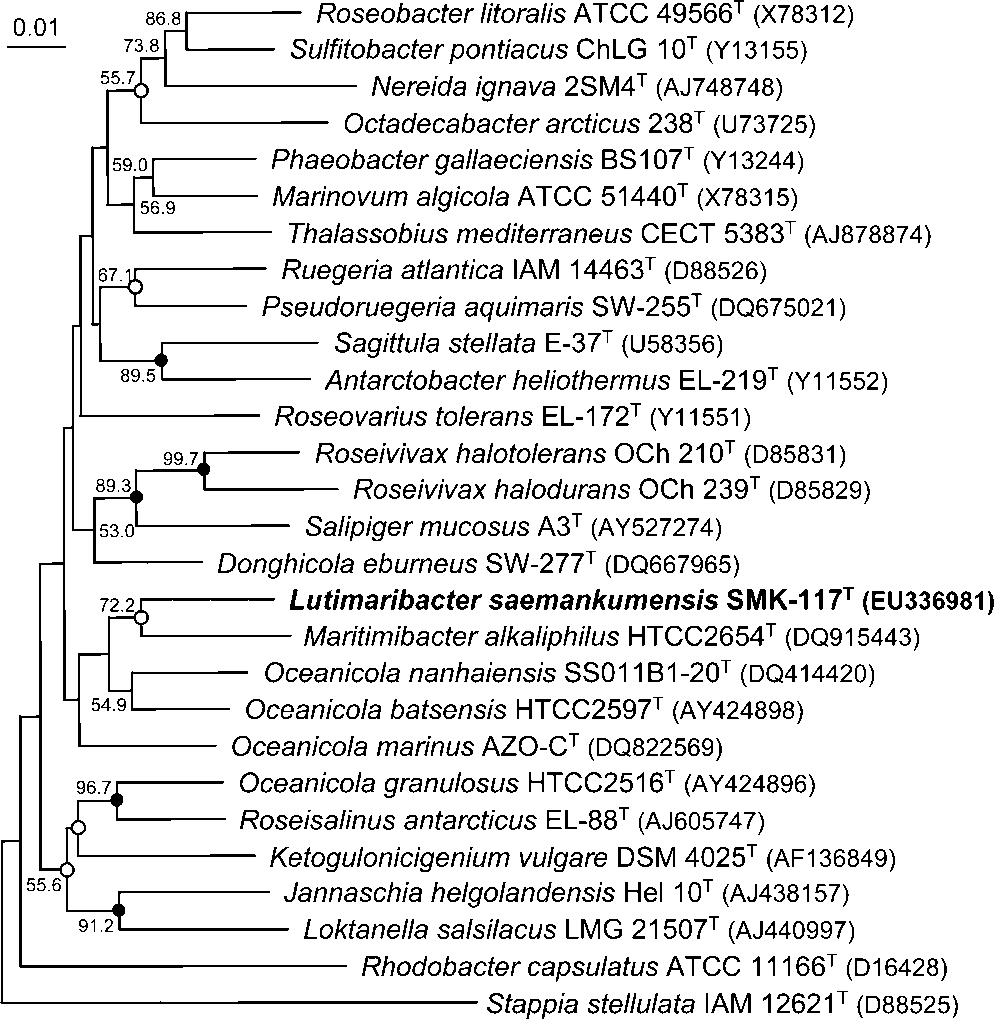 0.01
86.8
Roseobacter litoralis ATCC 49566T (X78312)
73.8
Sulfitobacter pontiacus ChLG 10T (Y13155)
55.7
Nereida ignava 2SM4T (AJ748748)
Octadecabacter arcticus 238T (U73725)
59.0
Phaeobacter gallaeciensis BS107T (Y13244)
Marinovum algicola ATCC 51440T (X78315)
56.9
Thalassobius mediterraneus CECT 5383T (AJ878874)
67.1
Ruegeria atlantica IAM 14463T (D88526)
Pseudoruegeria aquimaris SW-255T (DQ675021)
Sagittula stellata E-37T (U58356)
89.5
Antarctobacter heliothermus EL-219T (Y11552)
Roseovarius tolerans EL-172T (Y11551)
99.7
Roseivivax halotolerans OCh 210T (D85831)
89.3
Roseivivax halodurans OCh 239T (D85829)
53.0
Salipiger mucosus A3T (AY527274)
Donghicola eburneus SW-277T (DQ667965)
72.2
Lutimaribacter saemankumensis SMK-117T (EU336981)
Maritimibacter alkaliphilus HTCC2654T (DQ915443)
Oceanicola nanhaiensis SS011B1-20T (DQ414420)
54.9
Oceanicola batsensis HTCC2597T (AY424898)
Oceanicola marinus AZO-CT (DQ822569)
96.7
Oceanicola granulosus HTCC2516T (AY424896)
Roseisalinus antarcticus EL-88T (AJ605747)
55.6
Ketogulonicigenium vulgare DSM 4025T (AF136849)
Jannaschia helgolandensis Hel 10T (AJ438157)
91.2
Loktanella salsilacus LMG 21507T (AJ440997)
Rhodobacter capsulatus ATCC 11166T (D16428)
Stappia stellulata IAM 12621T (D88525)